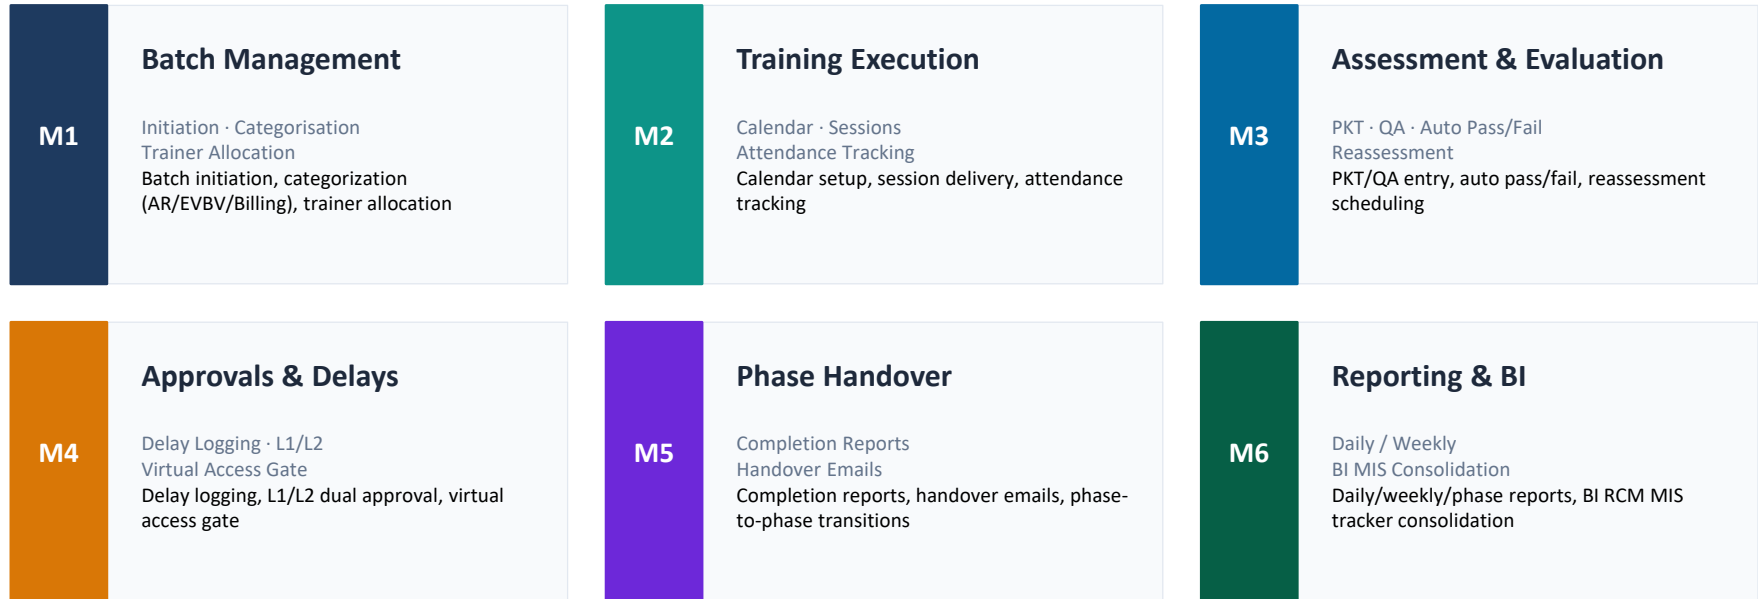 M1
Batch Management
Initiation · Categorisation
Trainer Allocation
Batch initiation, categorization
(AR/EVBV/Billing), trainer allocation
M2
Training Execution
Calendar · Sessions
Attendance Tracking
Calendar setup, session delivery, attendance
tracking
M3
Assessment & Evaluation
PKT · QA · Auto Pass/Fail
Reassessment
PKT/QA entry, auto pass/fail, reassessment
scheduling
M4
Approvals & Delays
Delay Logging · L1/L2
Virtual Access Gate
Delay logging, L1/L2 dual approval, virtual
access gate
M5
Phase Handover
Completion Reports
Handover Emails
Completion reports, handover emails, phase-
to-phase transitions
M6
Reporting & BI
Daily / Weekly
BI MIS Consolidation
Daily/weekly/phase reports, BI RCM MIS
tracker consolidation